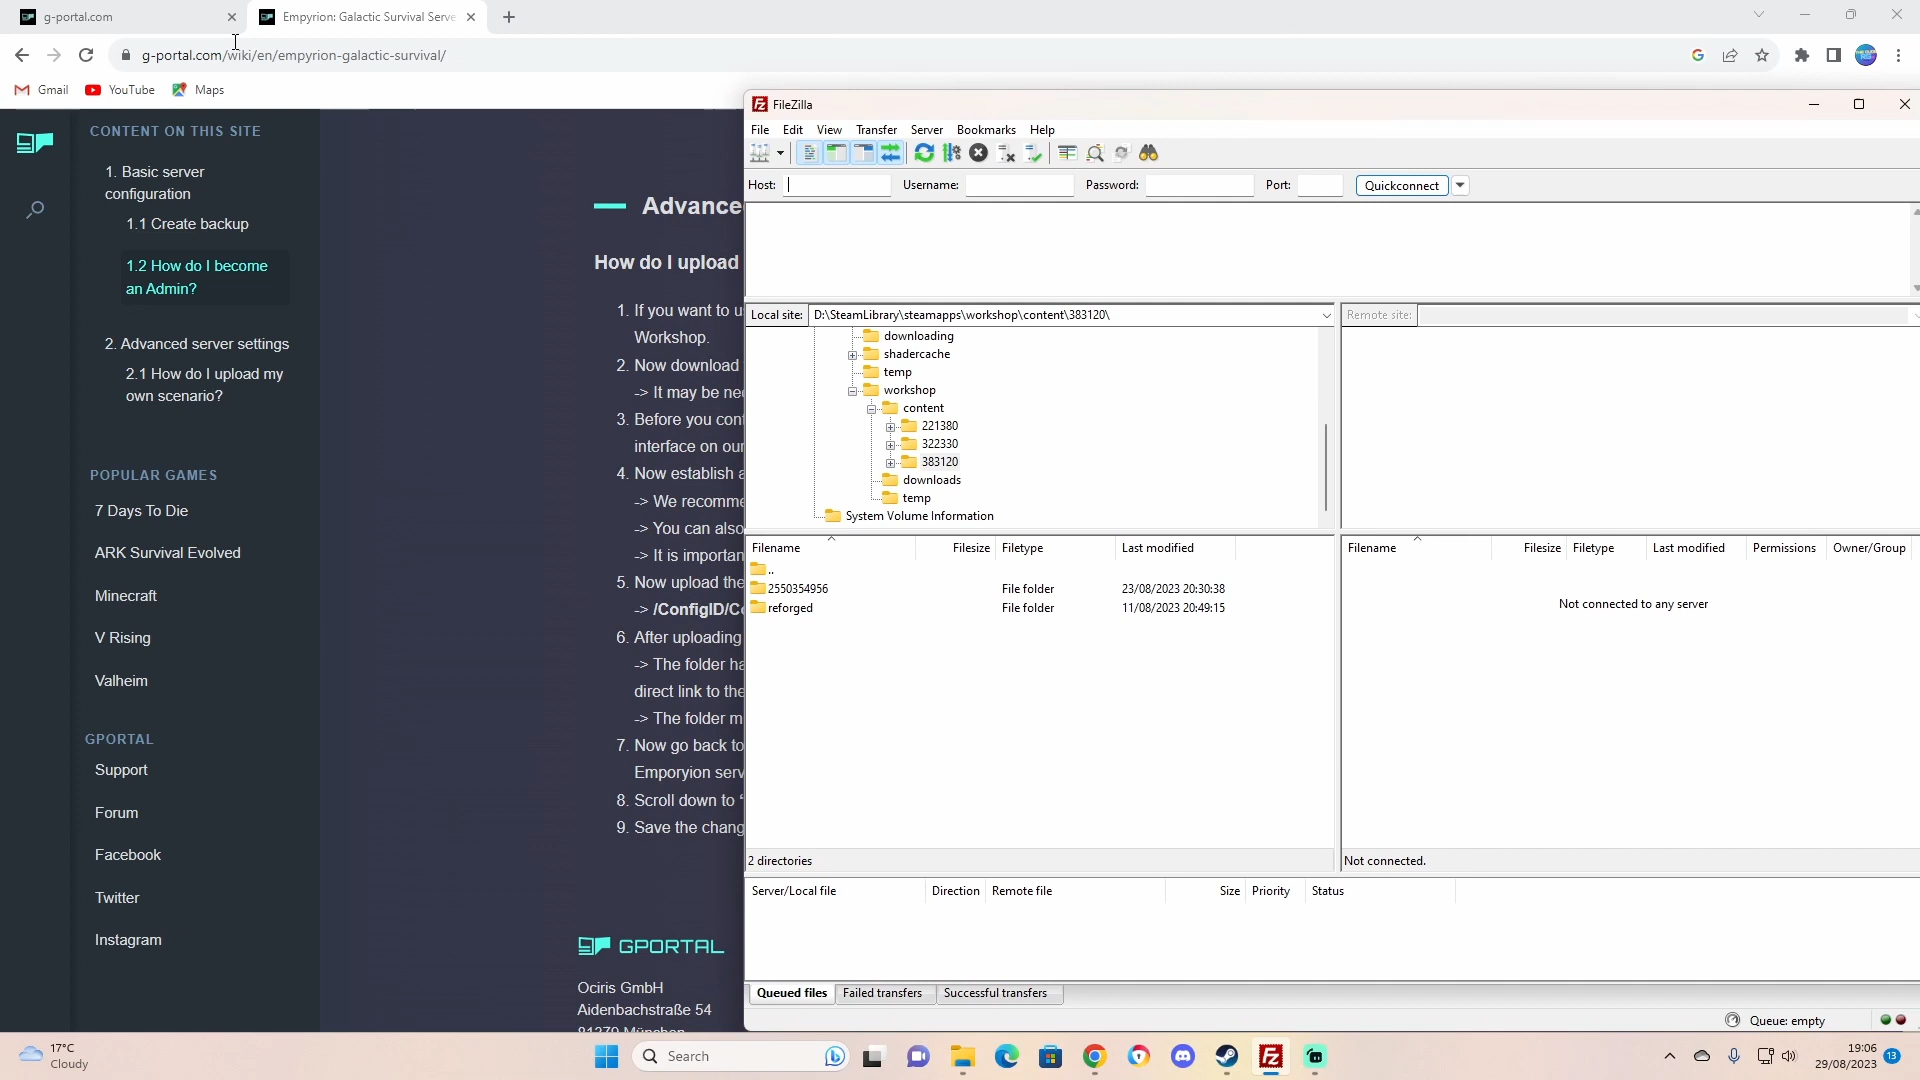 g-portal.com
Empyrion: Galactic Survival Serve
g-portal.com/wiki/en/empyrion-galactic-survival/
Gmail
YouTube
Maps
CONTENT ON THIS SITE
1. Basic server
configuration
1.1 Create backup
1.2 How do I become
an Admin?
2. Advanced server settings
2.1 How do I upload my
own scenario?
POPULAR GAMES
7 Days To Die
ARK Survival Evolved
Minecraft
V Rising
Valheim
GPORTAL
Support
Forum
Facebook
Twitter
Instagram
Advance
How do I upload
1. If you want to u
Workshop.
2. Now download
-> It may be ne
3. Before you con
interface on ou
4. Now establish a
-> We recomme
-> You can also
-> It is importan
5. Now upload the
-> /ConfigID/Co
6. After uploading
-> The folder ha
direct link to the
-> The folder m
7. Now go back to
Emporyion serv
8. Scroll down to “
9. Save the chang
GPORTAL
Ociris GmbH
Aidenbachstraße 54
81379 München
FileZilla
File Edit View Transfer Server Bookmarks Help
Host: Username: Password: Port: Quickconnect
Local site: D:\SteamLibrary\steamapps\workshop\content\383120\
downloading
shadercache
temp
workshop
content
221380
322330
383120
downloads
temp
System Volume Information
Remote site:
Filename Filesize Filetype Last modified
..
2550354956 File folder 23/08/2023 20:30:38
reforged File folder 11/08/2023 20:49:15
2 directories
Filename Filesize Filetype Last modified Permissions Owner/Group
Not connected to any server
Not connected.
Server/Local file Direction Remote file Size Priority Status
Queued files Failed transfers Successful transfers
Queue: empty
17°C
Cloudy
Search
19:06
29/08/2023
13